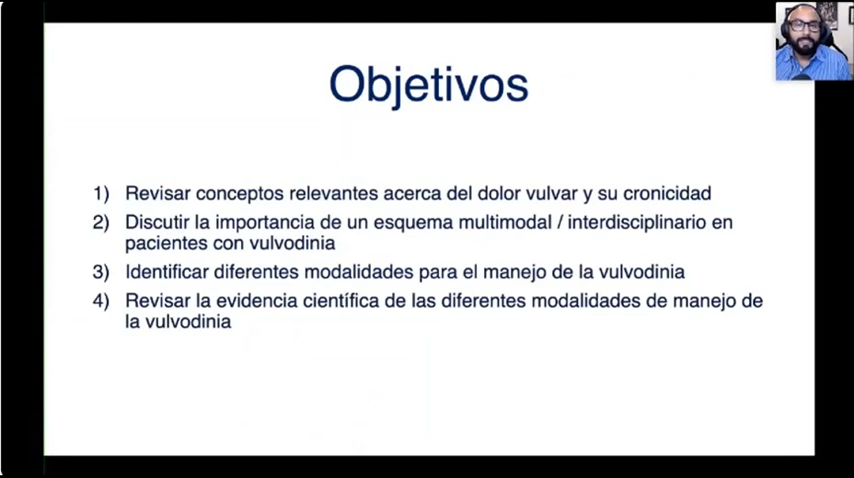 Objetivos
1) Revisar conceptos relevantes acerca del dolor vulvar y su cronicidad
2) Discutir la importancia de un esquema multimodal / interdisciplinario en
pacientes con vulvodinia
3) Identificar diferentes modalidades para el manejo de la vulvodinia
4) Revisar la evidencia científica de las diferentes modalidades de manejo de
la vulvodinia